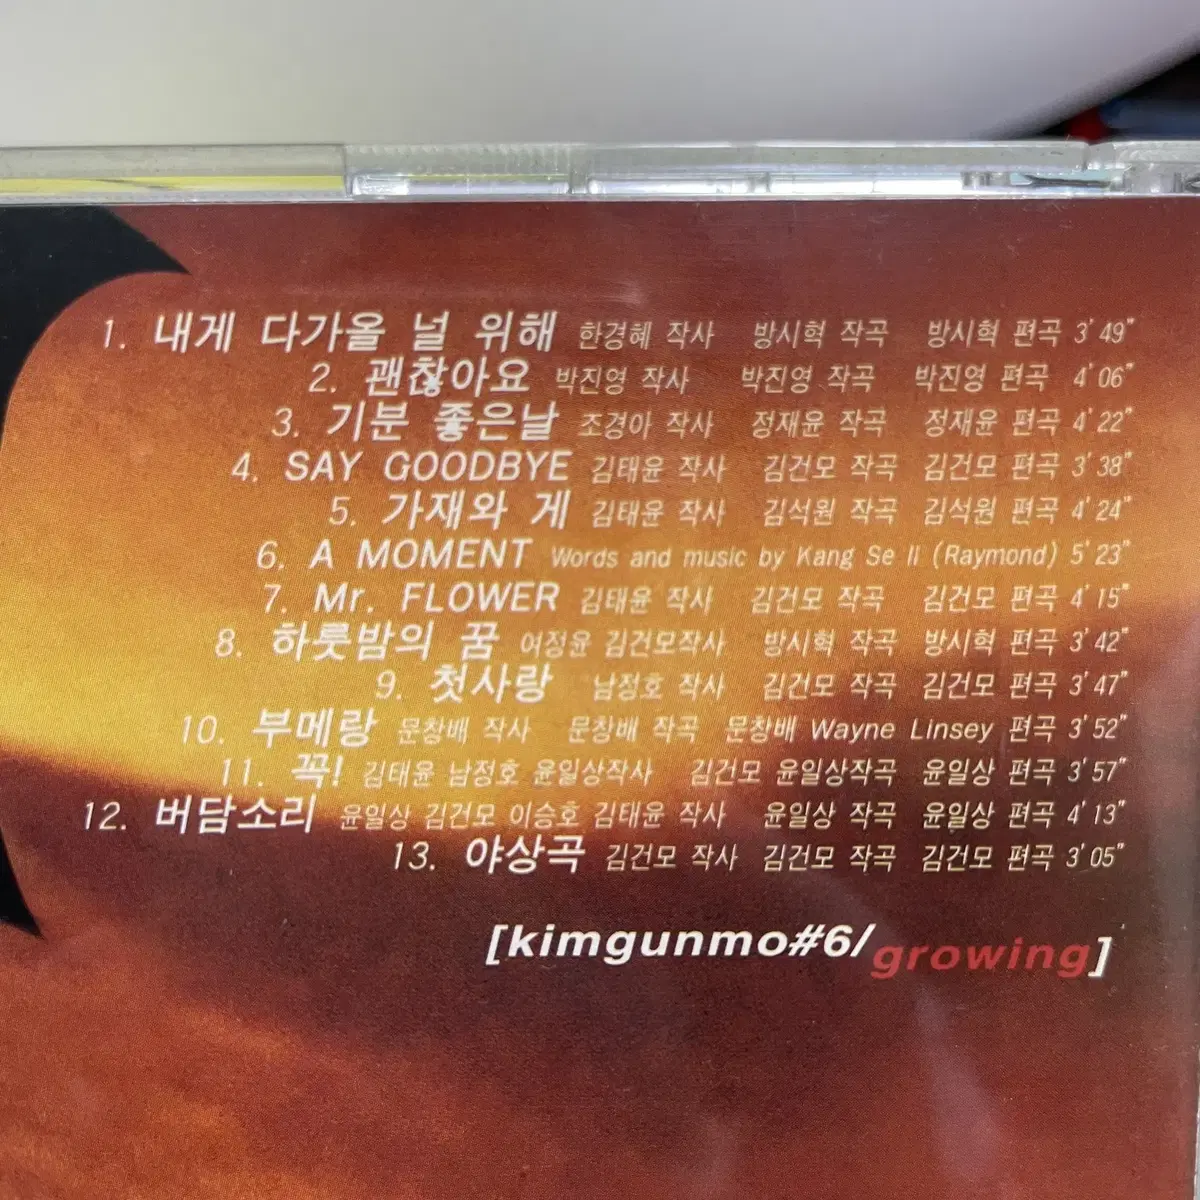 1. 내게 다가올 널 위해 한경혜 작사 방시혁 작곡 방시혁 편곡 3'49"
2. 괜찮아요 박진영 작사 박진영 작곡 박진영 편곡 4'06"
3. 기분 좋은날 조경아 작사 정재윤 작곡 정재윤 편곡 4'22"
4. SAY GOODBYE 김태윤 작사 김건모 작곡 김건모 편곡 3'38"
5. 가재와 게 김태윤 작사 김석원 작곡 김석원 편곡 4'24"
6. A MOMENT Words and music by Kang Se Il (Raymond) 5'23"
7. Mr. FLOWER 김태윤 작사 김건모 작곡 김건모 편곡 4'15"
8. 하룻밤의 꿈 여정윤 김건모작사 방시혁 작곡 방시혁 편곡 3'42"
9. 첫사랑 남정호 작사 김건모 작곡 김건모 편곡 3'47"
10. 부메랑 문창배 작사 문창배 작곡 문창배 Wayne Linsey 편곡 3'52"
11. 꼭! 김태윤 남정호 윤일상작사 김건모 윤일상작곡 윤일상 편곡 3'57"
12. 버담소리 윤일상 김건모 이승호 김태윤 작사 윤일상 작곡 윤일상 편곡 4'13"
13. 야상곡 김건모 작사 김건모 작곡 김건모 편곡 3'05"
[kimgunmo#6/growing]